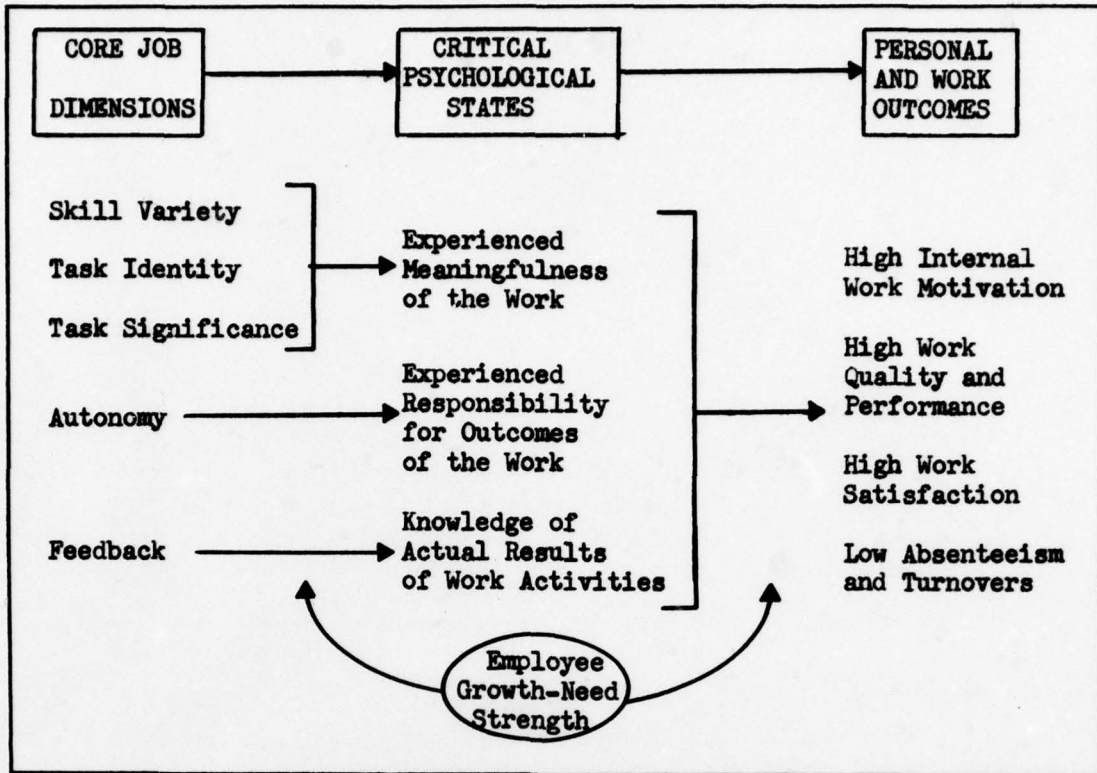 CORE JOB
DIMENSIONS
CRITICAL
PSYCHOLOGICAL
STATES
PERSONAL
AND WORK
OUTCOMES
Skill Variety
Task Identity
Task Significance
Experienced
Meaningfulness
of the Work
Autonomy
Experienced
Responsibility
for Outcomes
of the Work
Feedback
Knowledge of
Actual Results
of Work Activities
High Internal
Work Motivation
High Work
Quality and
Performance
High Work
Satisfaction
Low Absenteeism
and Turnovers
Employee
Growth-Need
Strength